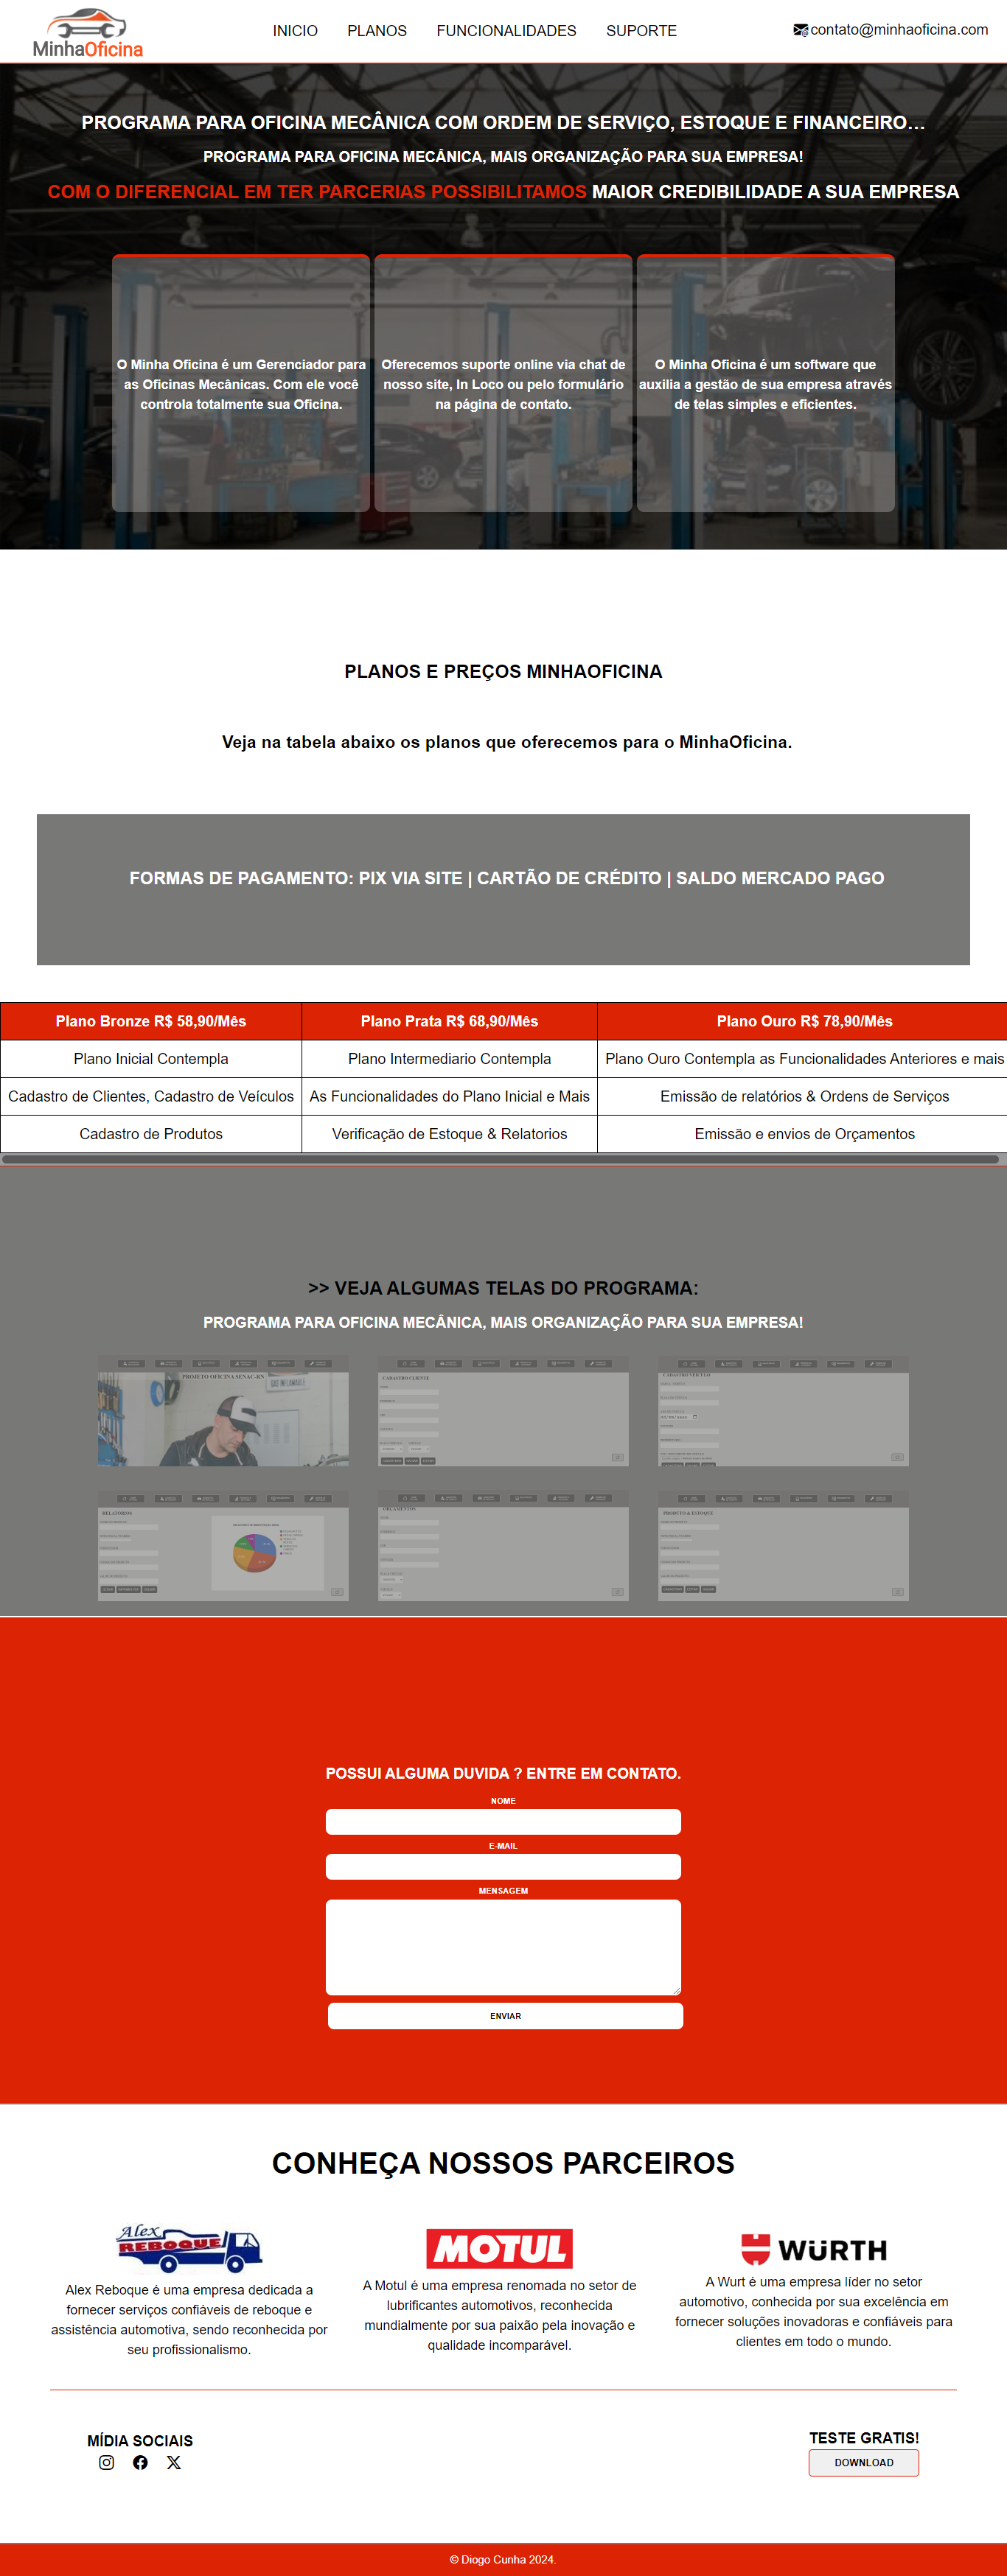 MinhaOficina
INICIO
PLANOS
FUNCIONALIDADES
SUPORTE
contato@minhaoficina.com
PROGRAMA PARA OFICINA MECÂNICA COM ORDEM DE SERVIÇO, ESTOQUE E FINANCEIRO...
PROGRAMA PARA OFICINA MECÂNICA, MAIS ORGANIZAÇÃO PARA SUA EMPRESA!
COM O DIFERENCIAL EM TER PARCERIAS POSSIBILITAMOS MAIOR CREDIBILIDADE A SUA EMPRESA
O Minha Oficina é um Gerenciador para
as Oficinas Mecânicas. Com ele você
controla totalmente sua Oficina.
Oferecemos suporte online via chat de
nosso site, In Loco ou pelo formulário
na página de contato.
O Minha Oficina é um software que
auxilia a gestão de sua empresa através
de telas simples e eficientes.
PLANOS E PREÇOS MINHAOFICINA
Veja na tabela abaixo os planos que oferecemos para o MinhaOficina.
FORMAS DE PAGAMENTO: PIX VIA SITE | CARTÃO DE CRÉDITO | SALDO MERCADO PAGO
Plano Bronze R$ 58,90/Mês
Plano Prata R$ 68,90/Mês
Plano Ouro R$ 78,90/Mês
Plano Inicial Contempla
Plano Intermediario Contempla
Plano Ouro Contempla as Funcionalidades Anteriores e mais
Cadastro de Clientes, Cadastro de Veículos
As Funcionalidades do Plano Inicial e Mais
Emissão de relatórios & Ordens de Serviços
Cadastro de Produtos
Verificação de Estoque & Relatorios
Emissão e envios de Orçamentos
>> VEJA ALGUMAS TELAS DO PROGRAMA:
PROGRAMA PARA OFICINA MECÂNICA, MAIS ORGANIZAÇÃO PARA SUA EMPRESA!
PROJETO OFICINA SENAC-RN
CADASTRO CLIENTE
CADASTRO VEICULO
RELATÓRIOS
ORÇAMENTOS
PRODUTO & ESTOQUE
POSSUI ALGUMA DUVIDA ? ENTRE EM CONTATO.
NOME
E-MAIL
MENSAGEM
ENVIAR
CONHEÇA NOSSOS PARCEIROS
Alex
REBOQUE
Alex Reboque é uma empresa dedicada a
fornecer serviços confiáveis de reboque e
assistência automotiva, sendo reconhecida por
seu profissionalismo.
MOTUL
A Motul é uma empresa renomada no setor de
lubrificantes automotivos, reconhecida
mundialmente por sua paixão pela inovação e
qualidade incomparável.
WÜRTH
A Wurt é uma empresa líder no setor
automotivo, conhecida por sua excelência em
fornecer soluções inovadoras e confiáveis para
clientes em todo o mundo.
MÍDIA SOCIAIS
TESTE GRATIS!
DOWNLOAD
© Diogo Cunha 2024.